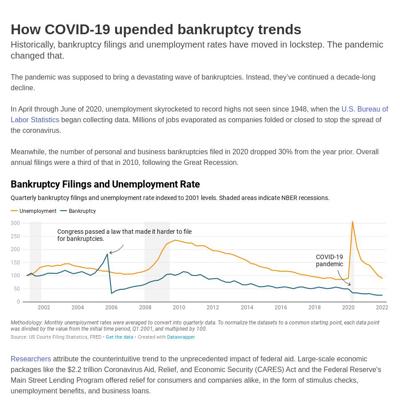 How COVID-19 upended bankruptcy trends
Historically, bankruptcy filings and unemployment rates have moved in lockstep. The pandemic
changed that.
The pandemic was supposed to bring a devastating wave of bankruptcies. Instead, they've continued a decade-long
decline.
In April through June of 2020, unemployment skyrocketed to record highs not seen since 1948, when the U.S. Bureau of
Labor Statistics began collecting data. Millions of jobs evaporated as companies folded or closed to stop the spread of
the coronavirus.
Meanwhile, the number of personal and business bankruptcies filed in 2020 dropped 30% from the year prior. Overall
annual filings were a third of that in 2010, following the Great Recession.
Bankruptcy Filings and Unemployment Rate
Quarterly bankruptcy filings and unemployment rate indexed to 2001 levels. Shaded areas indicate NBER recessions.
Unemployment Bankruptcy
300
Congress passed a law that made it harder to file
for bankruptcies.
250
200
COVID-19
pandemic
150
100
50
0
2002 2004 2006 2008 2010 2012 2014 2016 2018 2020 2022
Methodology: Monthly unemployment rates were averaged to convert into quarterly data. To normalize the datasets to a common starting point, each data point
was divided by the value from the initial time period, Q1 2001, and multiplied by 100.
Source: US Courts Filing Statistics, FRED • Get the data • Created with Datawrapper
Researchers attribute the counterintuitive trend to the unprecedented impact of federal aid. Large-scale economic
packages like the $2.2 trillion Coronavirus Aid, Relief, and Economic Security (CARES) Act and the Federal Reserve's
Main Street Lending Program offered relief for consumers and companies alike, in the form of stimulus checks,
unemployment benefits, and business loans.